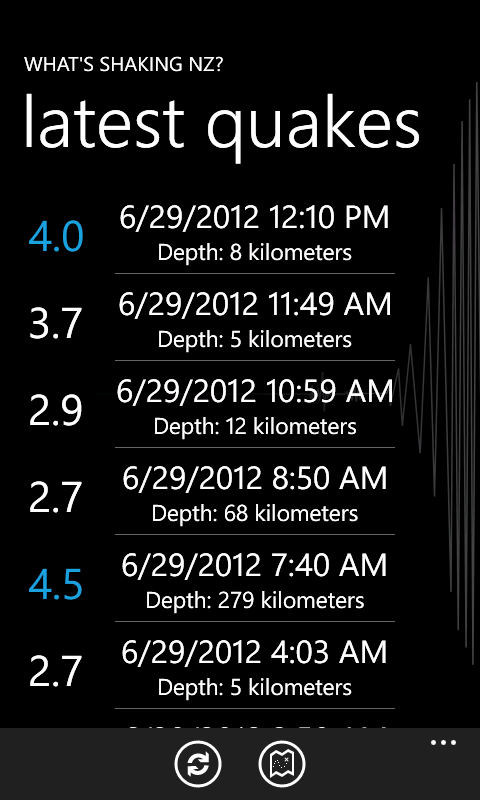 WHAT'S SHAKING NZ?
latest quakes
4.0
6/29/2012 12:10 PM
Depth: 8 kilometers
3.7
6/29/2012 11:49 AM
Depth: 5 kilometers
2.9
6/29/2012 10:59 AM
Depth: 12 kilometers
2.7
6/29/2012 8:50 AM
Depth: 68 kilometers
4.5
6/29/2012 7:40 AM
Depth: 279 kilometers
2.7
6/29/2012 4:03 AM
Depth: 5 kilometers